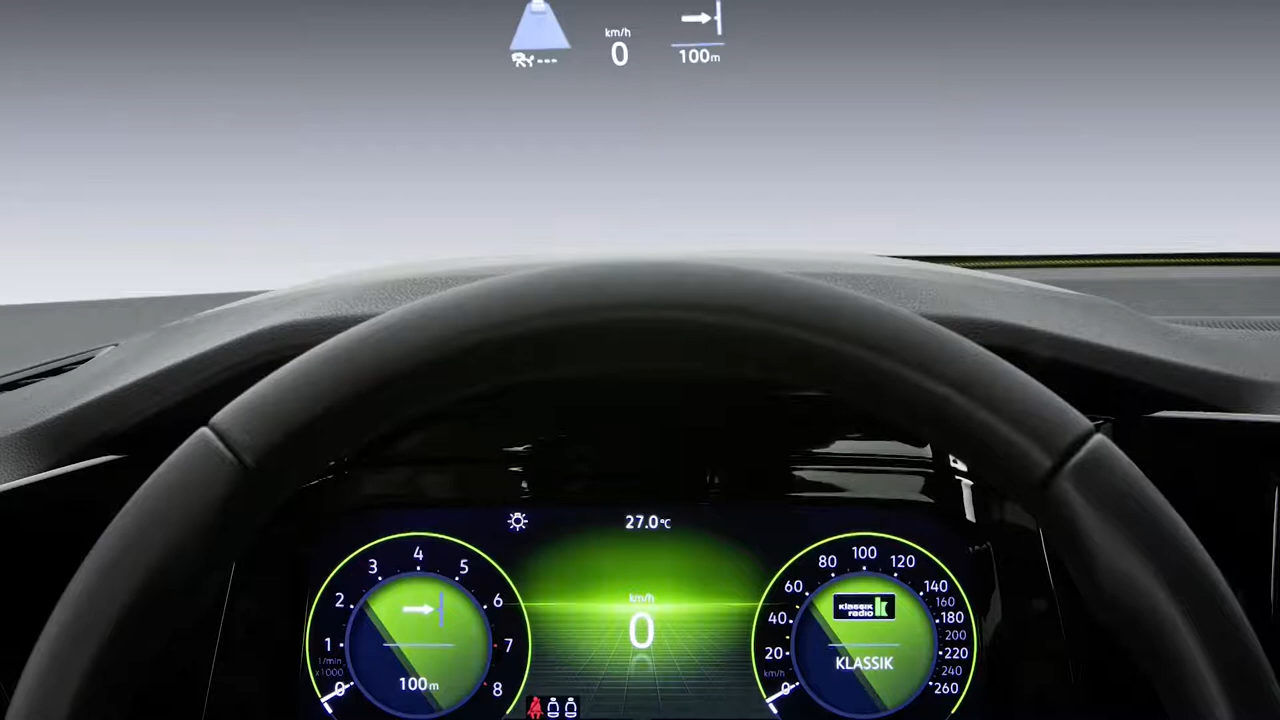 km/h
0
---
100m
27.0°C
4
3
5
2
6
1
7
1/min
x1000
0
8
100m
km/h
0
100
80
120
60
140
160
40
180
200
20
220
km/h
240
0
260
klassik
radio
k
KLASSIK